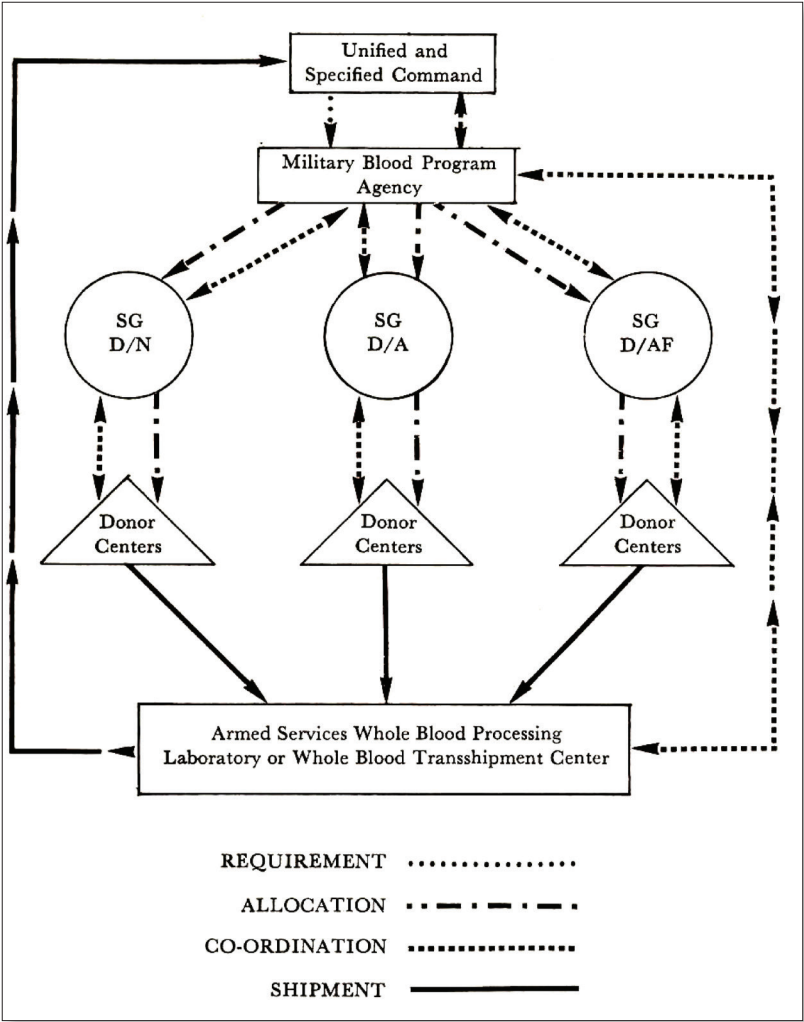 Unified and
Specified Command
Military Blood Program
Agency
SG
D/N
SG
D/A
SG
D/AF
Donor
Centers
Donor
Centers
Donor
Centers
Armed Services Whole Blood Processing
Laboratory or Whole Blood Transshipment Center
REQUIREMENT
ALLOCATION
CO-ORDINATION
SHIPMENT